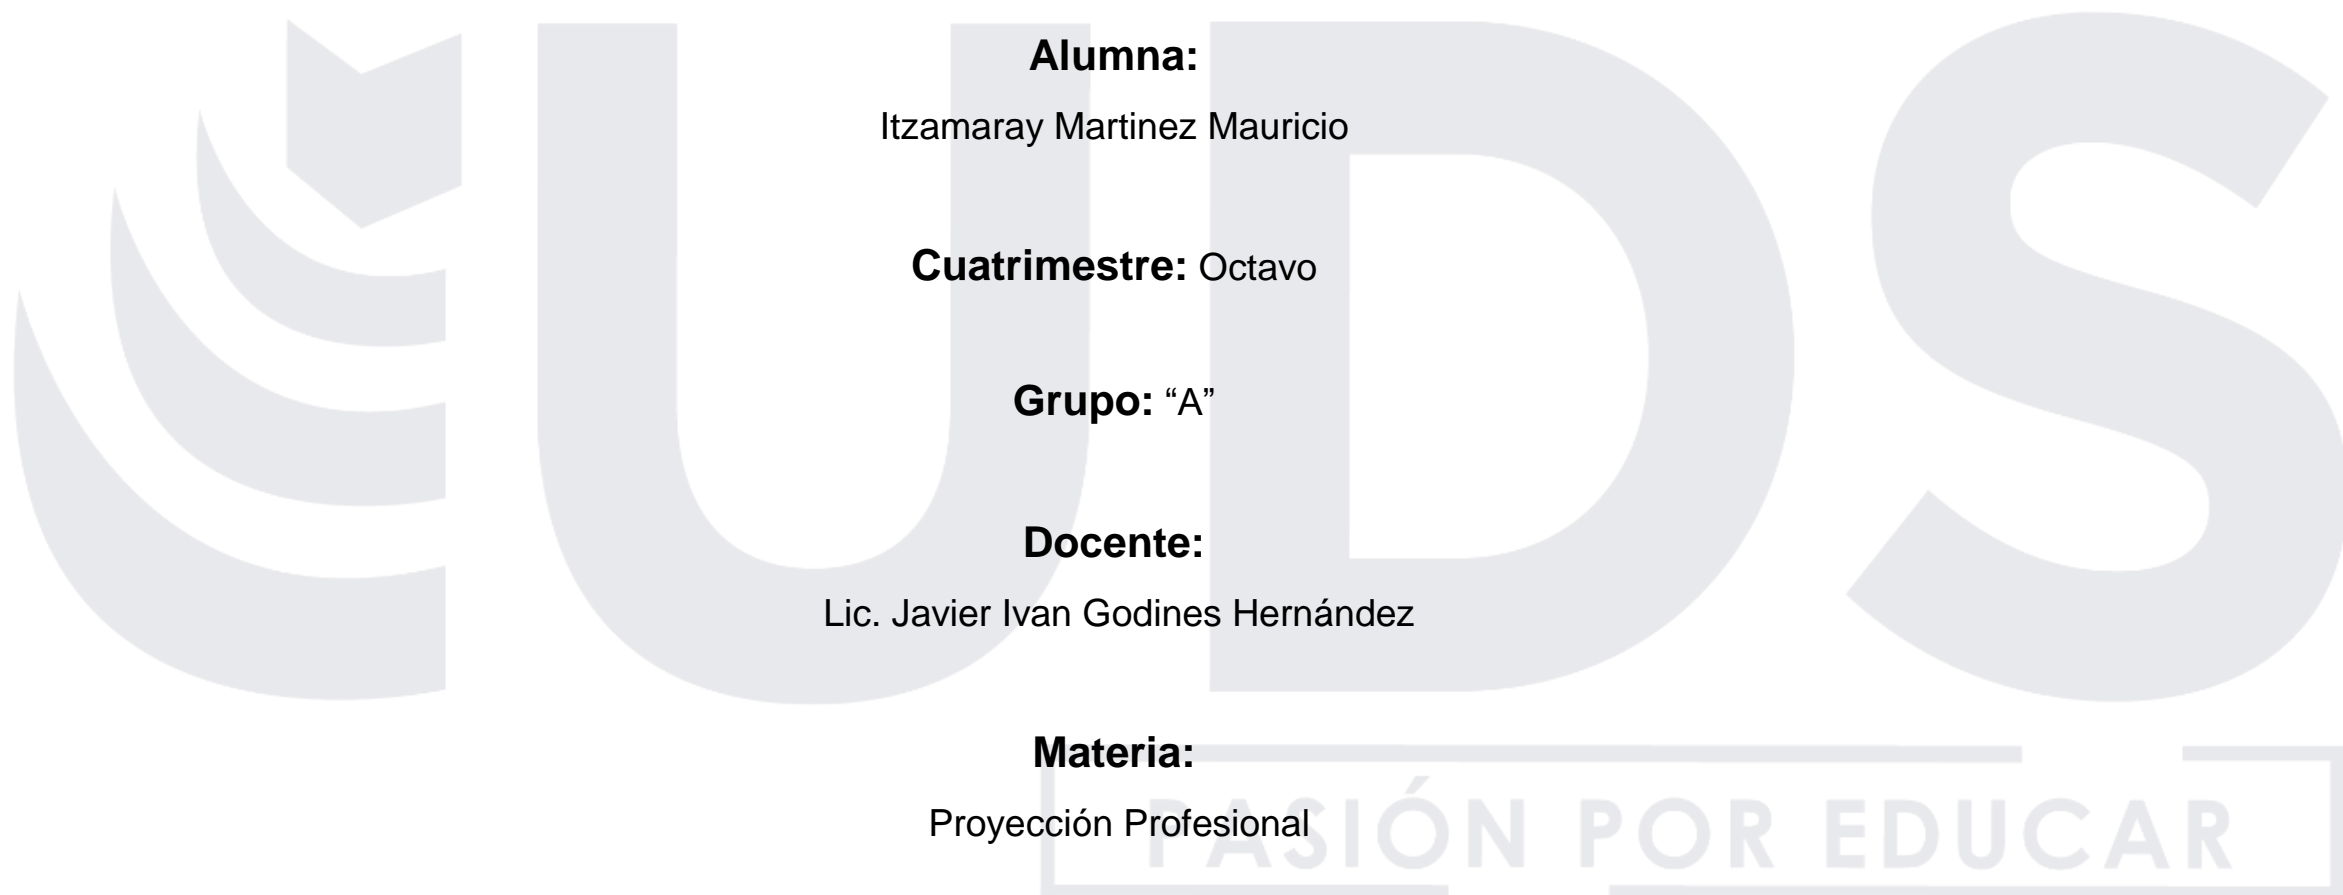 UDS
Alumna:
Itzamaray Martinez Mauricio
Cuatrimestre: Octavo
Grupo: “A”
Docente:
Lic. Javier Ivan Godines Hernández
Materia:
Proyección Profesional
PASIÓN POR EDUCAR